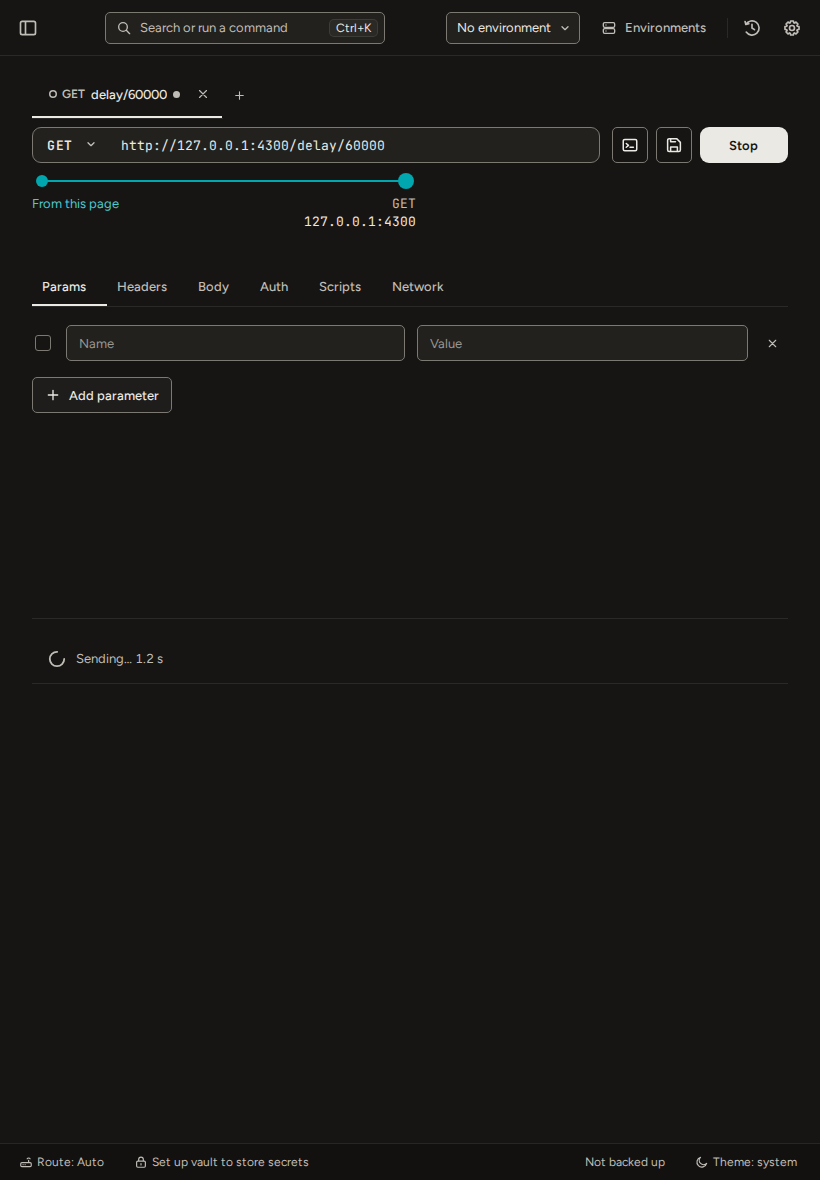 Search or run a command Ctrl+K No environment Environments
GET delay/60000
GET http://127.0.0.1:4300/delay/60000 Stop
From this page GET
127.0.0.1:4300
Params Headers Body Auth Scripts Network
Name Value
Add parameter
Sending... 1.2 s
Route: Auto Set up vault to store secrets Not backed up Theme: system